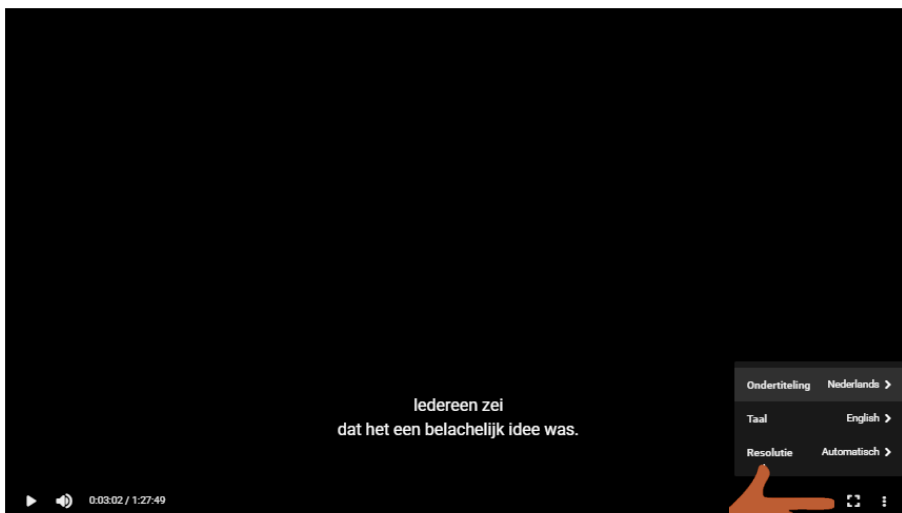 Ondertiteling Nederlands
Taal English
Resolutie Automatisch
Iedereen zei
dat het een belachelijk idee was.
0:03:02 / 1:27:49